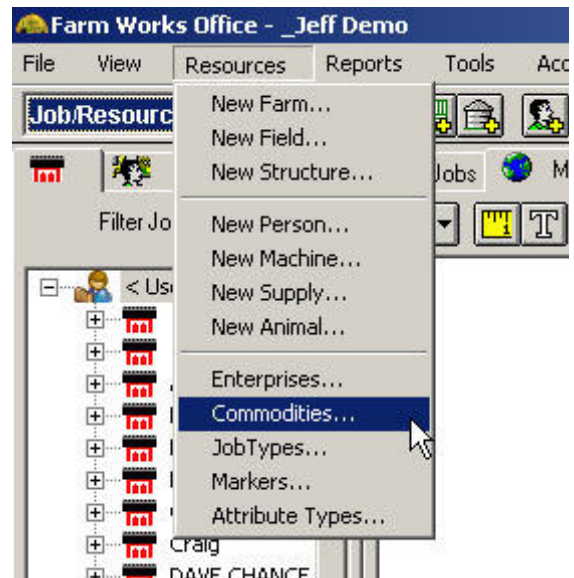 Farm Works Office - _Jeff Demo
File View Resources Reports Tools
Job/Resourc
New Farm...
New Field...
New Structure...
Jobs
Filter Jo
New Person...
New Machine...
New Supply...
New Animal...
Enterprises...
Commodities...
JobTypes...
Markers...
Attribute Types...
Craig
DAVE CHANCE